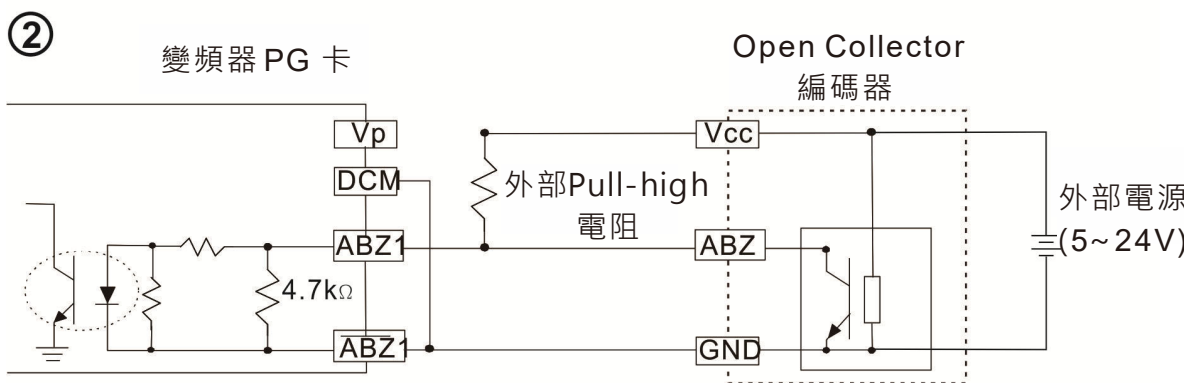 ②
變頻器 PG 卡
Open Collector
編碼器
Vp
DCM
ABZ1
4.7kΩ
A̅B̅Z̅1
外部Pull-high
電阻
Vcc
ABZ
GND
外部電源
(5~24V)